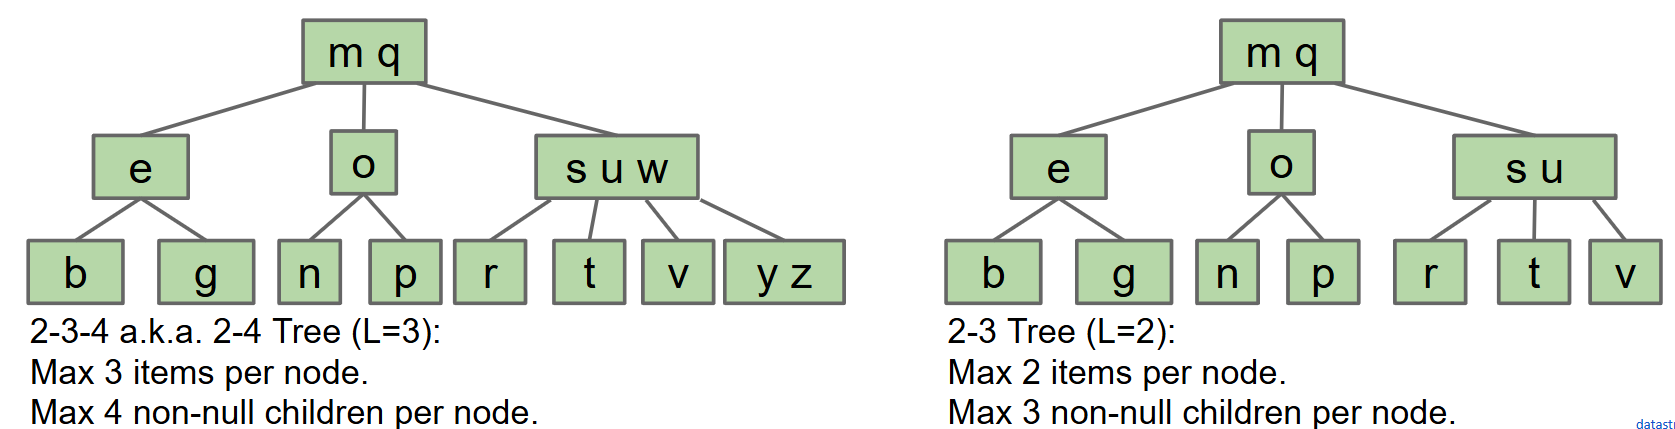 m q
e
o
s u w
b
g
n
p
r
t
v
y z
2-3-4 a.k.a. 2-4 Tree (L=3):
Max 3 items per node.
Max 4 non-null children per node.
m q
e
o
s u
b
g
n
p
r
t
v
2-3 Tree (L=2):
Max 2 items per node.
Max 3 non-null children per node.